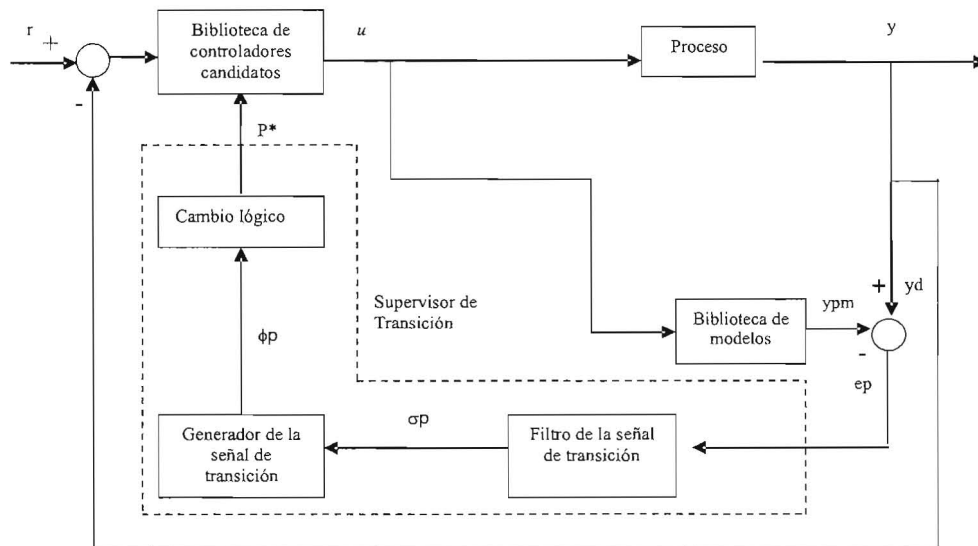 r
+
-
Biblioteca de
controladores
candidatos
u
Proceso
y
P*
Cambio lógico
Supervisor de
Transición
ϕp
Biblioteca de
modelos
ypm
+
yd
-
ep
Generador de la
señal de
transición
σp
Filtro de la señal
de transición